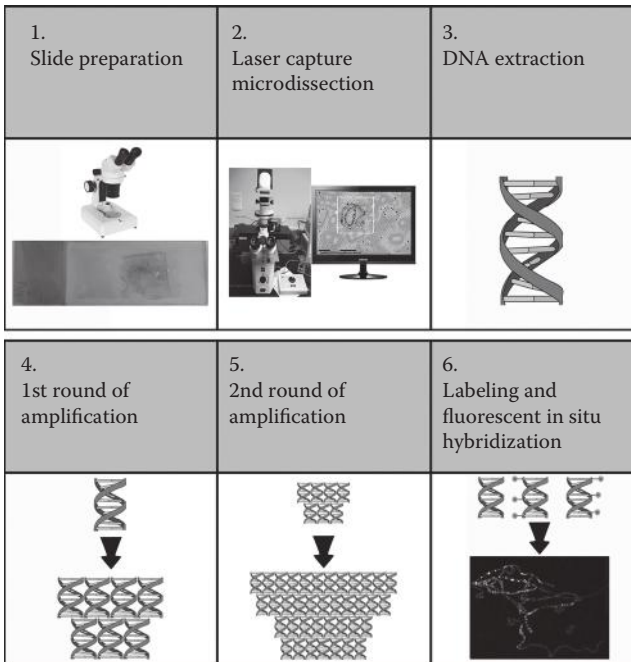 1.
Slide preparation
2.
Laser capture
microdissection
3.
DNA extraction
4.
1st round of
amplification
5.
2nd round of
amplification
6.
Labeling and
fluorescent in situ
hybridization